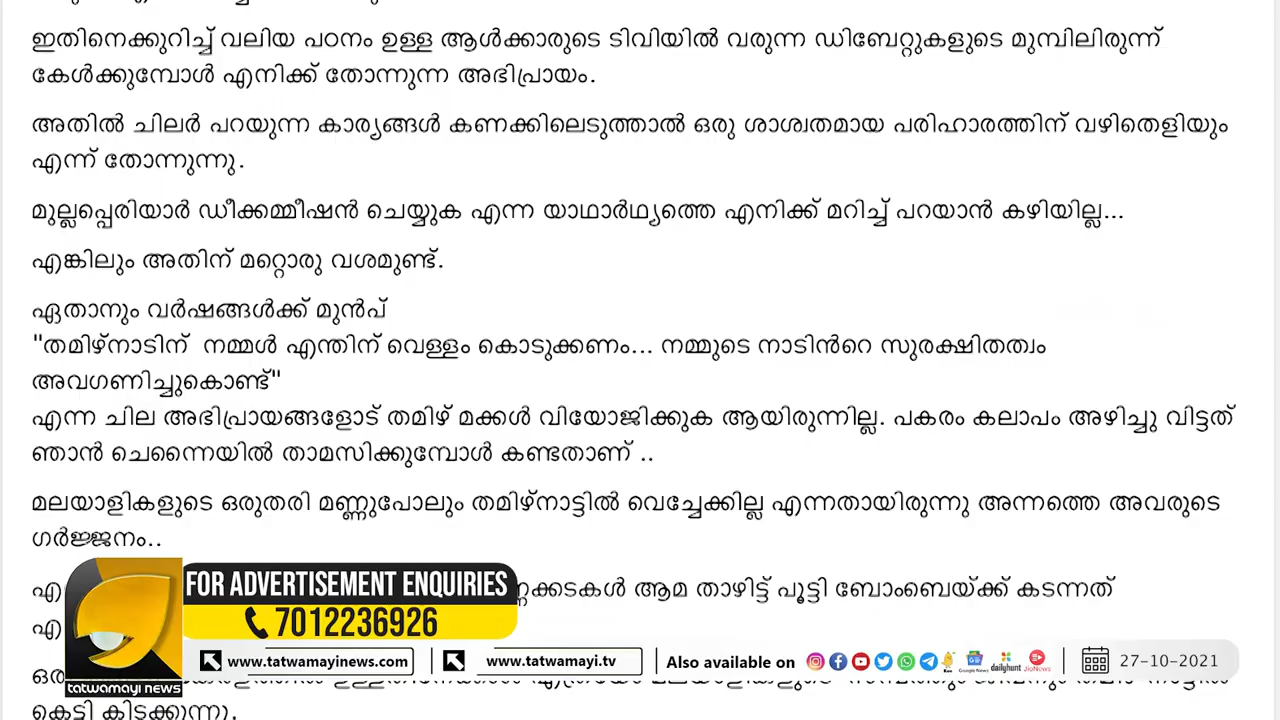 ഇതിനെക്കുറിച്ച് വലിയ പഠനം ഉള്ള ആൾക്കാരുടെ ടിവിയിൽ വരുന്ന ഡിബേറ്റുകളുടെ മുമ്പിലിരുന്ന്
കേൾക്കുമ്പോൾ എനിക്ക് തോന്നുന്ന അഭിപ്രായം.
അതിൽ ചിലർ പറയുന്ന കാര്യങ്ങൾ കണക്കിലെടുത്താൽ ഒരു ശാശ്വതമായ പരിഹാരത്തിന് വഴിതെളിയും
എന്ന് തോന്നുന്നു.
മുല്ലപ്പെരിയാർ ഡീക്കമ്മീഷൻ ചെയ്യുക എന്ന യാഥാർഥ്യത്തെ എനിക്ക് മറിച്ച് പറയാൻ കഴിയില്ല...
എങ്കിലും അതിന് മറ്റൊരു വശമുണ്ട്.
ഏതാനും വർഷങ്ങൾക്ക് മുൻപ്
"തമിഴ്നാടിന് നമ്മൾ എന്തിന് വെള്ളം കൊടുക്കണം... നമ്മുടെ നാടിൻറെ സുരക്ഷിതത്വം
അവഗണിച്ചുകൊണ്ട്"
എന്ന ചില അഭിപ്രായങ്ങളോട് തമിഴ് മക്കൾ വിയോജിക്കുക ആയിരുന്നില്ല. പകരം കലാപം അഴിച്ചു വിട്ടത്
ഞാൻ ചെന്നൈയിൽ താമസിക്കുമ്പോൾ കണ്ടതാണ് ..
മലയാളികളുടെ ഒരുതരി മണ്ണുപോലും തമിഴ്നാട്ടിൽ വെച്ചേക്കില്ല എന്നതായിരുന്നു അന്നത്തെ അവരുടെ
ഗർജ്ജനം..
ആമ താഴിട്ട് പൂട്ടി ബോംബെയ്ക്ക് കടന്നത്
FOR ADVERTISEMENT ENQUIRIES
7012236926
tatwamayi news
www.tatwamayinews.com
www.tatwamayi.tv
Also available on
Google News
dailyhunt
JioNews
27-10-2021
കെട്ടി കിടക്കുന്നു.